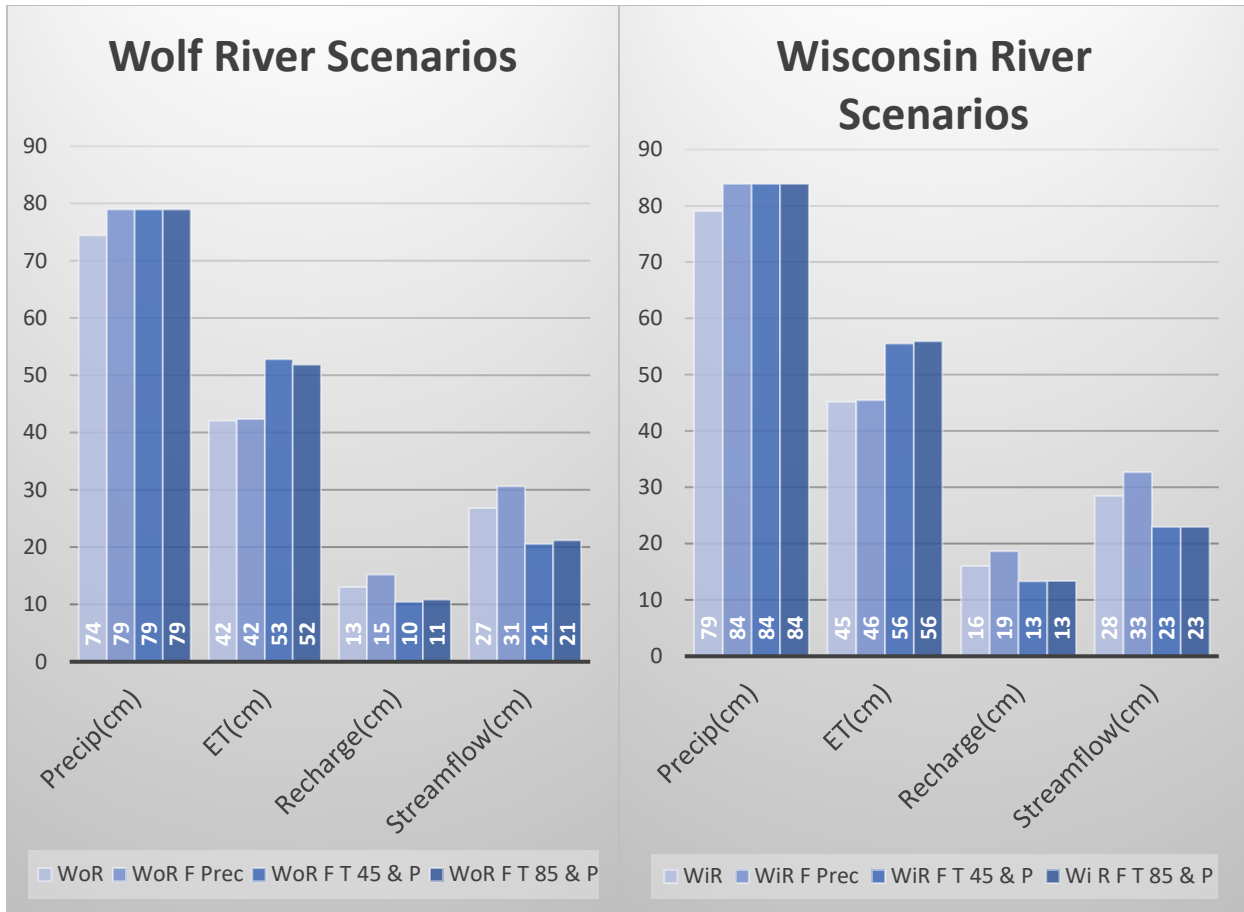 Wolf River Scenarios
90
80
70
60
50
40
30
20
10
0
74 79 79 79
42 42 53 52
13 15 10 11
27 31 21 21
Precip(cm)
ET(cm)
Recharge(cm)
Streamflow(cm)
WoR WoR F Prec WoR F T 45 & P WoR F T 85 & P
Wisconsin River
Scenarios
90
80
70
60
50
40
30
20
10
0
79 84 84 84
45 46 56 56
16 19 13 13
28 33 23 23
Precip(cm)
ET(cm)
Recharge(cm)
Streamflow(cm)
WiR WiR F Prec WiR F T 45 & P Wi R F T 85 & P